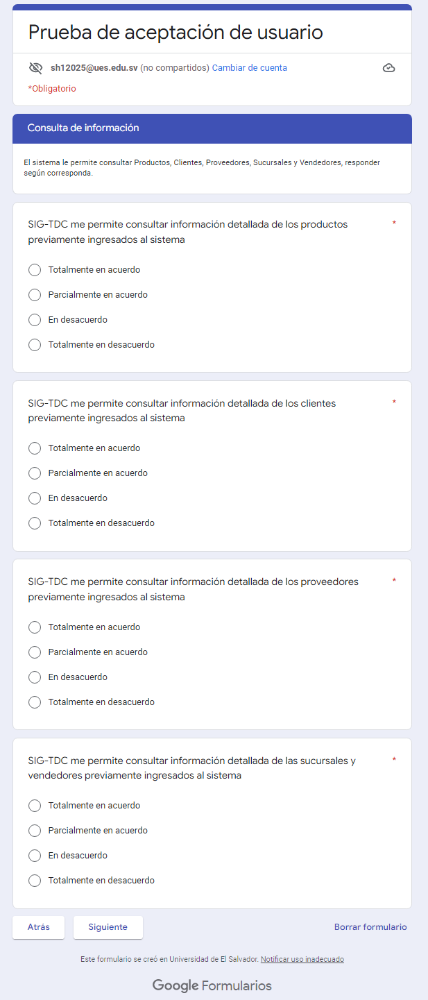 Prueba de aceptación de usuario
sh12025@ues.edu.sv (no compartidos) Cambiar de cuenta
*Obligatorio
Consulta de información
El sistema le permite consultar Productos, Clientes, Proveedores, Sucursales y Vendedores, responder
según corresponda.
SIG-TDC me permite consultar información detallada de los productos *
previamente ingresados al sistema
Totalmente en acuerdo
Parcialmente en acuerdo
En desacuerdo
Totalmente en desacuerdo
SIG-TDC me permite consultar información detallada de los clientes *
previamente ingresados al sistema
Totalmente en acuerdo
Parcialmente en acuerdo
En desacuerdo
Totalmente en desacuerdo
SIG-TDC me permite consultar información detallada de los proveedores *
previamente ingresados al sistema
Totalmente en acuerdo
Parcialmente en acuerdo
En desacuerdo
Totalmente en desacuerdo
SIG-TDC me permite consultar información detallada de las sucursales y *
vendedores previamente ingresados al sistema
Totalmente en acuerdo
Parcialmente en acuerdo
En desacuerdo
Totalmente en desacuerdo
Atrás Siguiente Borrar formulario
Este formulario se creó en Universidad de El Salvador. Notificar uso inadecuado
Google Formularios